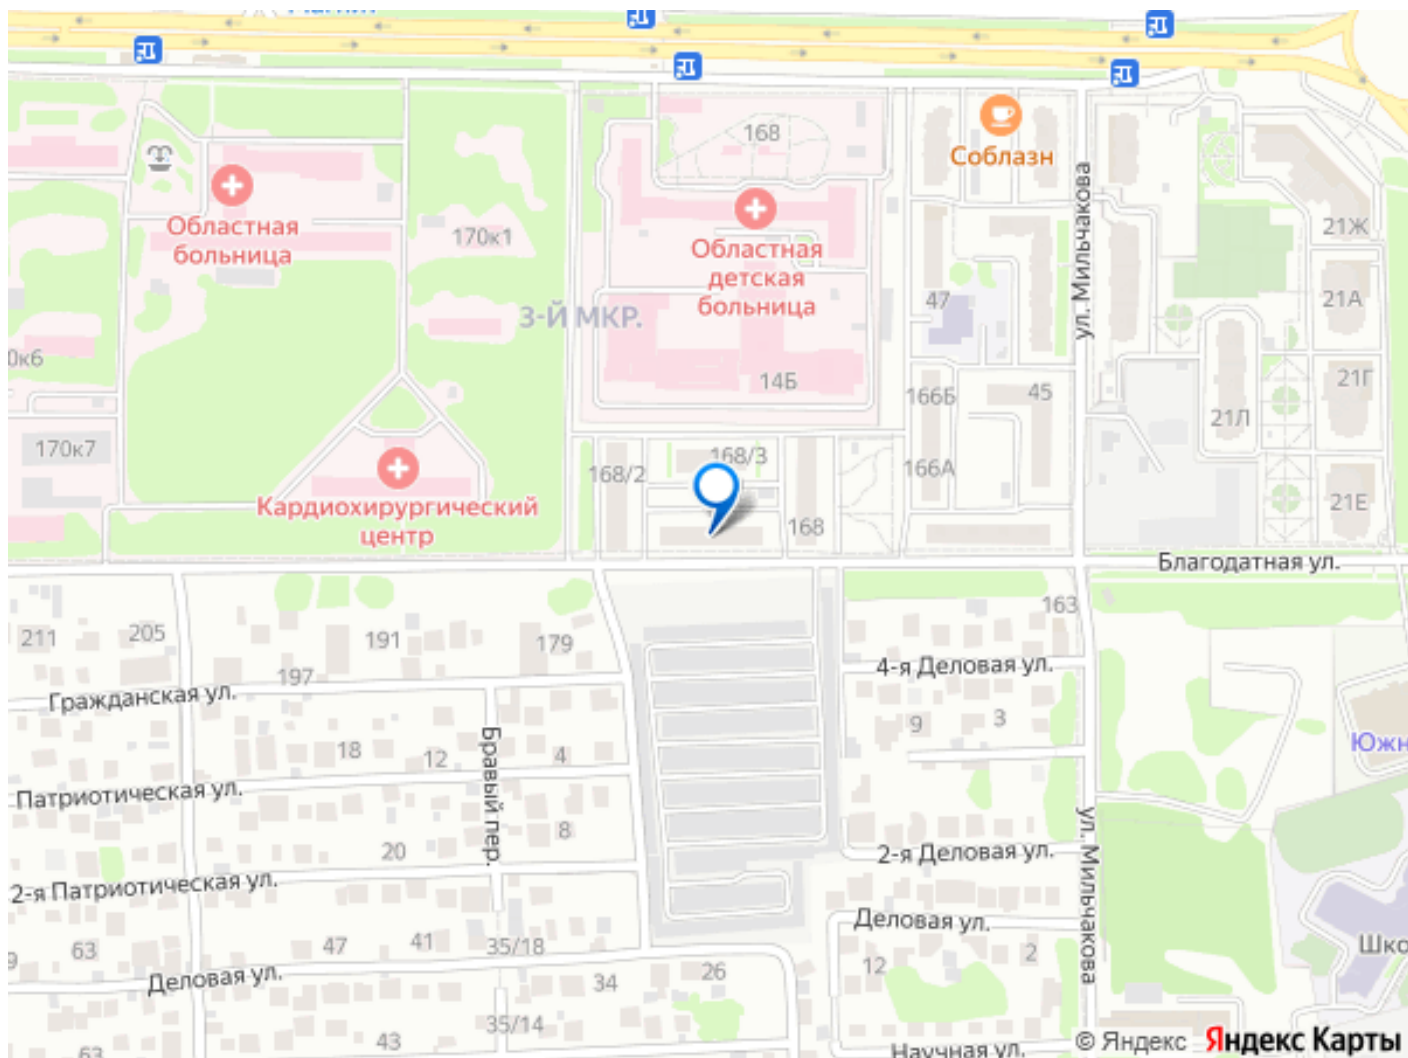 168
Соблазн
ул. Мильчакова
Областная
больница
170к1
Областная
детская
больница
21Ж
3-Й МКР.
47
21А
0к6
14Б
166Б
45
21Г
21Л
170к7
168/2
168/3
166А
21Е
Кардиохирургический
центр
168
Благодатная ул.
211
205
191
179
163
197
4-я Деловая ул.
Гражданская ул.
9
3
Бравый пер.
18
12
4
Южн
Патриотическая ул.
8
ул. Мильчакова
20
2-я Деловая ул.
2-я Патриотическая ул.
Деловая ул.
9
63
47
41
35/18
2
Шко
Деловая ул.
34
26
12
35/14
43
63
Научная ул.
© Яндекс Яндекс Карты